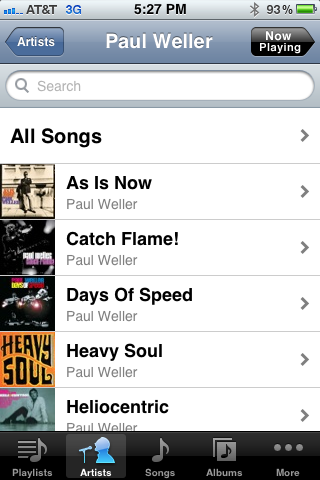 AT&T 3G 5:27 PM 93%
Artists Paul Weller Now Playing
Search
All Songs
As Is Now
Paul Weller
Catch Flame!
Paul Weller
Days Of Speed
Paul Weller
HEAVY SOUL
Heavy Soul
Paul Weller
Heliocentric
Paul Weller
Playlists Artists Songs Albums More